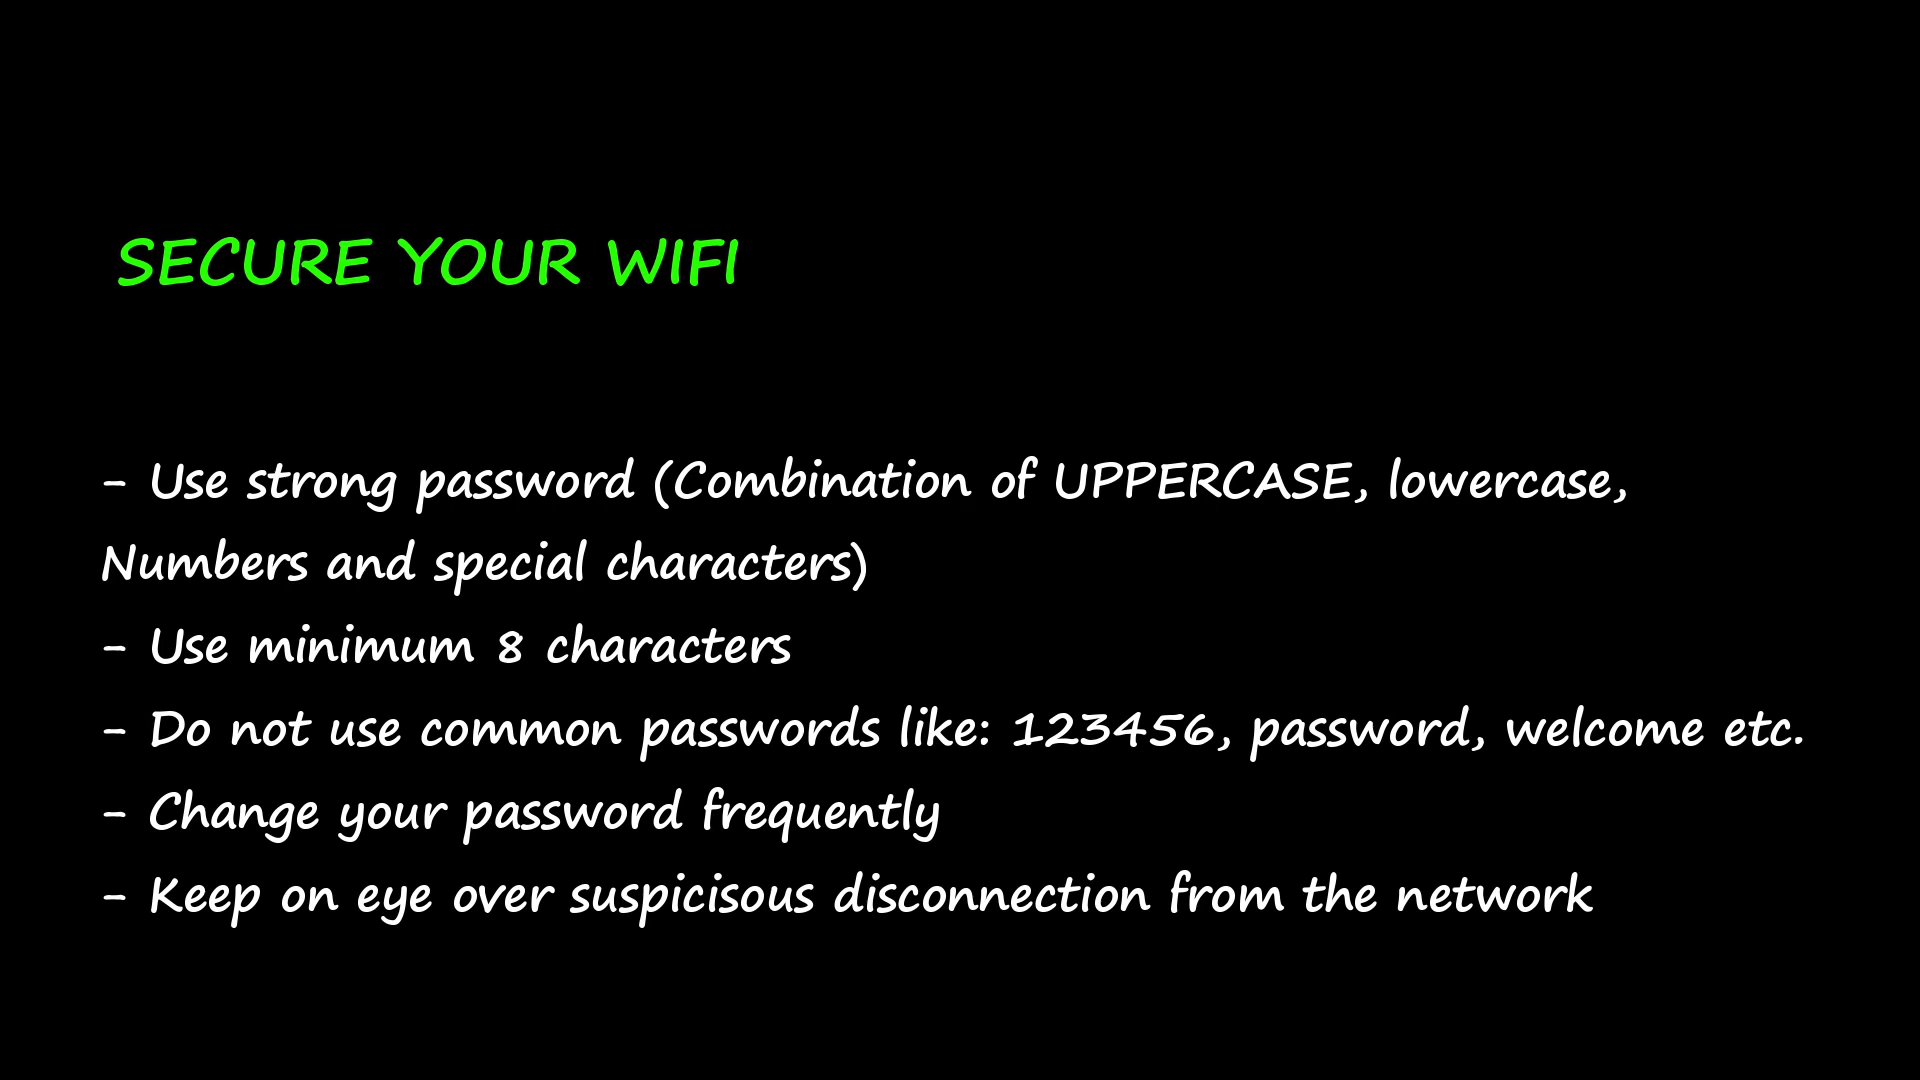 SECURE YOUR WIFI
- Use strong password (Combination of UPPERCASE, lowercase,
Numbers and special characters)
- Use minimum 8 characters
- Do not use common passwords like: 123456, password, welcome etc.
- Change your password frequently
- Keep on eye over suspicisous disconnection from the network